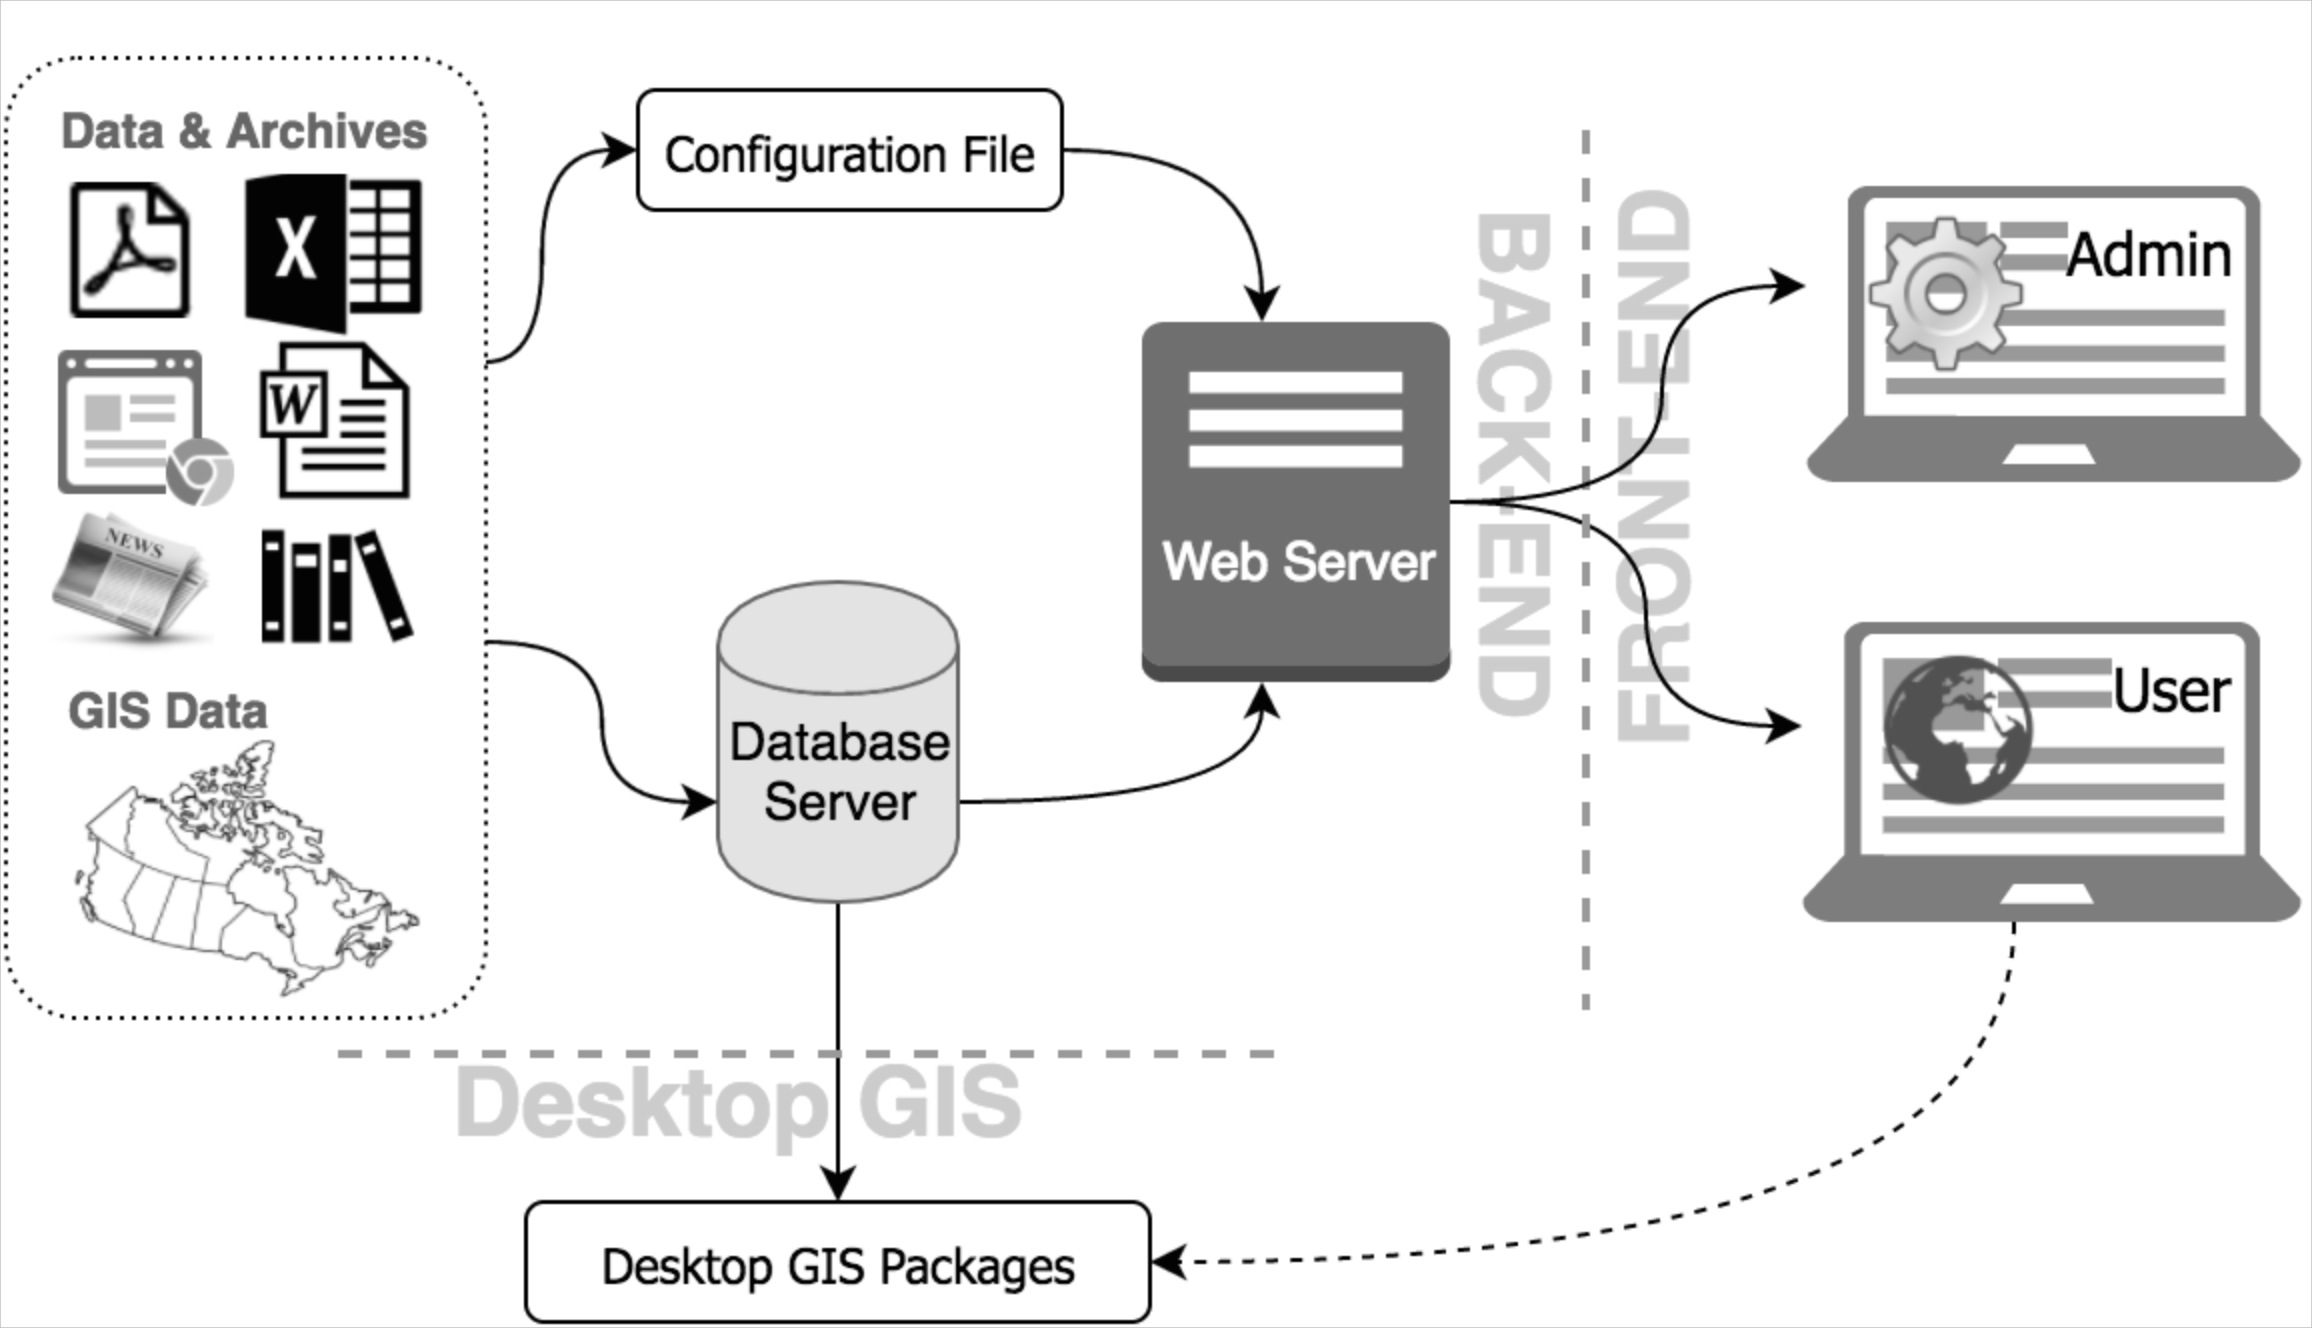 Data & Archives
X
W
NEWS
GIS Data
Configuration File
Database
Server
Web Server
BACK-END
FRONT-END
Admin
User
Desktop GIS
Desktop GIS Packages